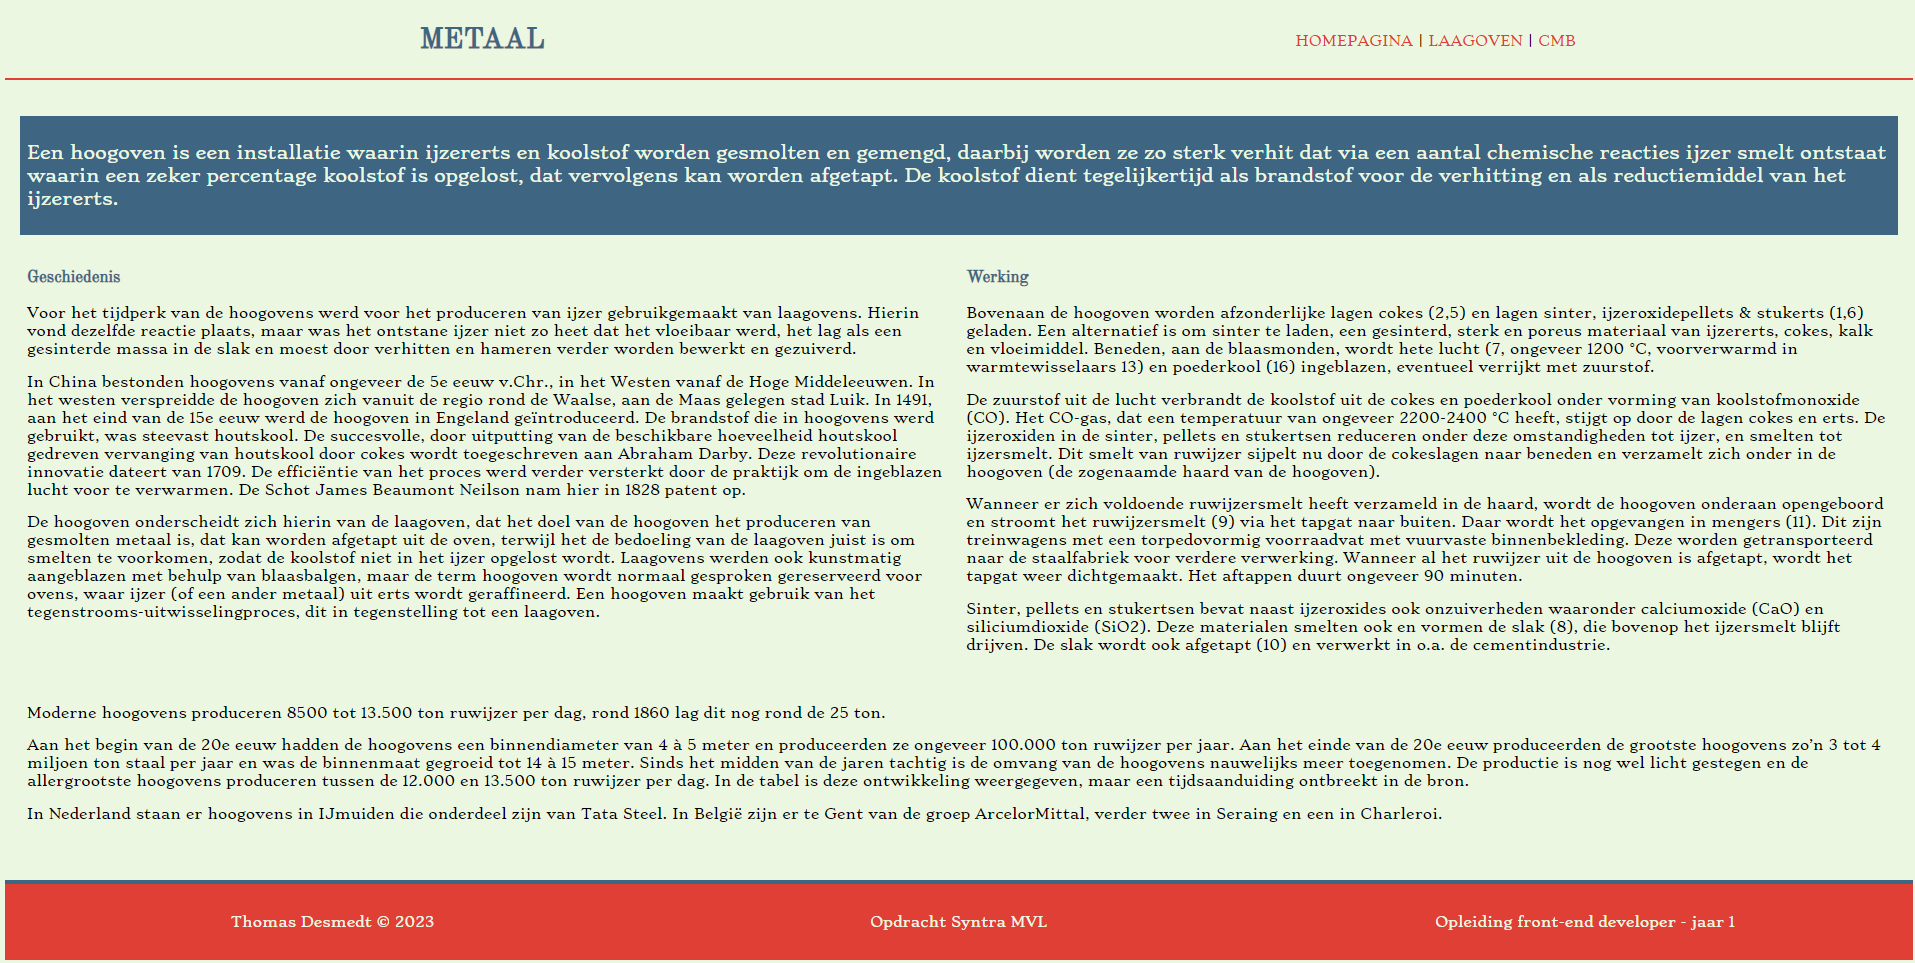 METAAL
HOMEPAGINA | LAAGOVEN | CMB
Een hoogoven is een installatie waarin ijzererts en koolstof worden gesmolten en gemengd, daarbij worden ze zo sterk verhit dat via een aantal chemische reacties ijzer smelt ontstaat
waarin een zeker percentage koolstof is opgelost, dat vervolgens kan worden afgetapt. De koolstof dient tegelijkertijd als brandstof voor de verhitting en als reductiemiddel van het
ijzererts.
Geschiedenis
Voor het tijdperk van de hoogovens werd voor het produceren van ijzer gebruikgemaakt van laagovens. Hierin
vond dezelfde reactie plaats, maar was het ontstane ijzer niet zo heet dat het vloeibaar werd, het lag als een
gesinterde massa in de slak en moest door verhitten en hameren verder worden bewerkt en gezuiverd.
In China bestonden hoogovens vanaf ongeveer de 5e eeuw v.Chr., in het Westen vanaf de Hoge Middeleeuwen. In
het westen verspreidde de hoogoven zich vanuit de regio rond de Waalse, aan de Maas gelegen stad Luik. In 1491,
aan het eind van de 15e eeuw werd de hoogoven in Engeland geïntroduceerd. De brandstof die in hoogovens werd
gebruikt, was steevast houtskool. De succesvolle, door uitputting van de beschikbare hoeveelheid houtskool
gedreven vervanging van houtskool door cokes wordt toegeschreven aan Abraham Darby. Deze revolutionaire
innovatie dateert van 1709. De efficiëntie van het proces werd verder versterkt door de praktijk om de ingeblazen
lucht voor te verwarmen. De Schot James Beaumont Neilson nam hier in 1828 patent op.
De hoogoven onderscheidt zich hierin van de laagoven, dat het doel van de hoogoven het produceren van
gesmolten metaal is, dat kan worden afgetapt uit de oven, terwijl het de bedoeling van de laagoven juist is om
smelten te voorkomen, zodat de koolstof niet in het ijzer opgelost wordt. Laagovens werden ook kunstmatig
aangeblazen met behulp van blaasbalgen, maar de term hoogoven wordt normaal gesproken gereserveerd voor
ovens, waar ijzer (of een ander metaal) uit erts wordt geraffineerd. Een hoogoven maakt gebruik van het
tegenstrooms-uitwisselingproces, dit in tegenstelling tot een laagoven.
Werking
Bovenaan de hoogoven worden afzonderlijke lagen cokes (2,5) en lagen sinter, ijzeroxidepellets & stukerts (1,6)
geladen. Een alternatief is om sinter te laden, een gesinterd, sterk en poreus materiaal van ijzererts, cokes, kalk
en vloeimiddel. Beneden, aan de blaasmonden, wordt hete lucht (7, ongeveer 1200 °C, voorverwarmd in
warmtewisselaars 13) en poederkool (16) ingeblazen, eventueel verrijkt met zuurstof.
De zuurstof uit de lucht verbrandt de koolstof uit de cokes en poederkool onder vorming van koolstofmonoxide
(CO). Het CO-gas, dat een temperatuur van ongeveer 2200-2400 °C heeft, stijgt op door de lagen cokes en erts. De
ijzeroxiden in de sinter, pellets en stukertsen reduceren onder deze omstandigheden tot ijzer, en smelten tot
ijzersmelt. Dit smelt van ruwijzer sijpelt nu door de cokeslagen naar beneden en verzamelt zich onder in de
hoogoven (de zogenaamde haard van de hoogoven).
Wanneer er zich voldoende ruwijzersmelt heeft verzameld in de haard, wordt de hoogoven onderaan opengeboord
en stroomt het ruwijzersmelt (9) via het tapgat naar buiten. Daar wordt het opgevangen in mengers (11). Dit zijn
treinwagens met een torpedovormig voorraadvat met vuurvaste binnenbekleding. Deze worden getransporteerd
naar de staalfabriek voor verdere verwerking. Wanneer al het ruwijzer uit de hoogoven is afgetapt, wordt het
tapgat weer dichtgemaakt. Het aftappen duurt ongeveer 90 minuten.
Sinter, pellets en stukertsen bevat naast ijzeroxides ook onzuiverheden waaronder calciumoxide (CaO) en
siliciumdioxide (SiO2). Deze materialen smelten ook en vormen de slak (8), die bovenop het ijzersmelt blijft
drijven. De slak wordt ook afgetapt (10) en verwerkt in o.a. de cementindustrie.
Moderne hoogovens produceren 8500 tot 13.500 ton ruwijzer per dag, rond 1860 lag dit nog rond de 25 ton.
Aan het begin van de 20e eeuw hadden de hoogovens een binnendiameter van 4 à 5 meter en produceerden ze ongeveer 100.000 ton ruwijzer per jaar. Aan het einde van de 20e eeuw produceerden de grootste hoogovens zo'n 3 tot 4
miljoen ton staal per jaar en was de binnenmaat gegroeid tot 14 à 15 meter. Sinds het midden van de jaren tachtig is de omvang van de hoogovens nauwelijks meer toegenomen. De productie is nog wel licht gestegen en de
allergrootste hoogovens produceren tussen de 12.000 en 13.500 ton ruwijzer per dag. In de tabel is deze ontwikkeling weergegeven, maar een tijdsaanduiding ontbreekt in de bron.
In Nederland staan er hoogovens in IJmuiden die onderdeel zijn van Tata Steel. In België zijn er te Gent van de groep ArcelorMittal, verder twee in Seraing en een in Charleroi.
Thomas Desmedt © 2023
Opdracht Syntra MVL
Opleiding front-end developer - jaar 1